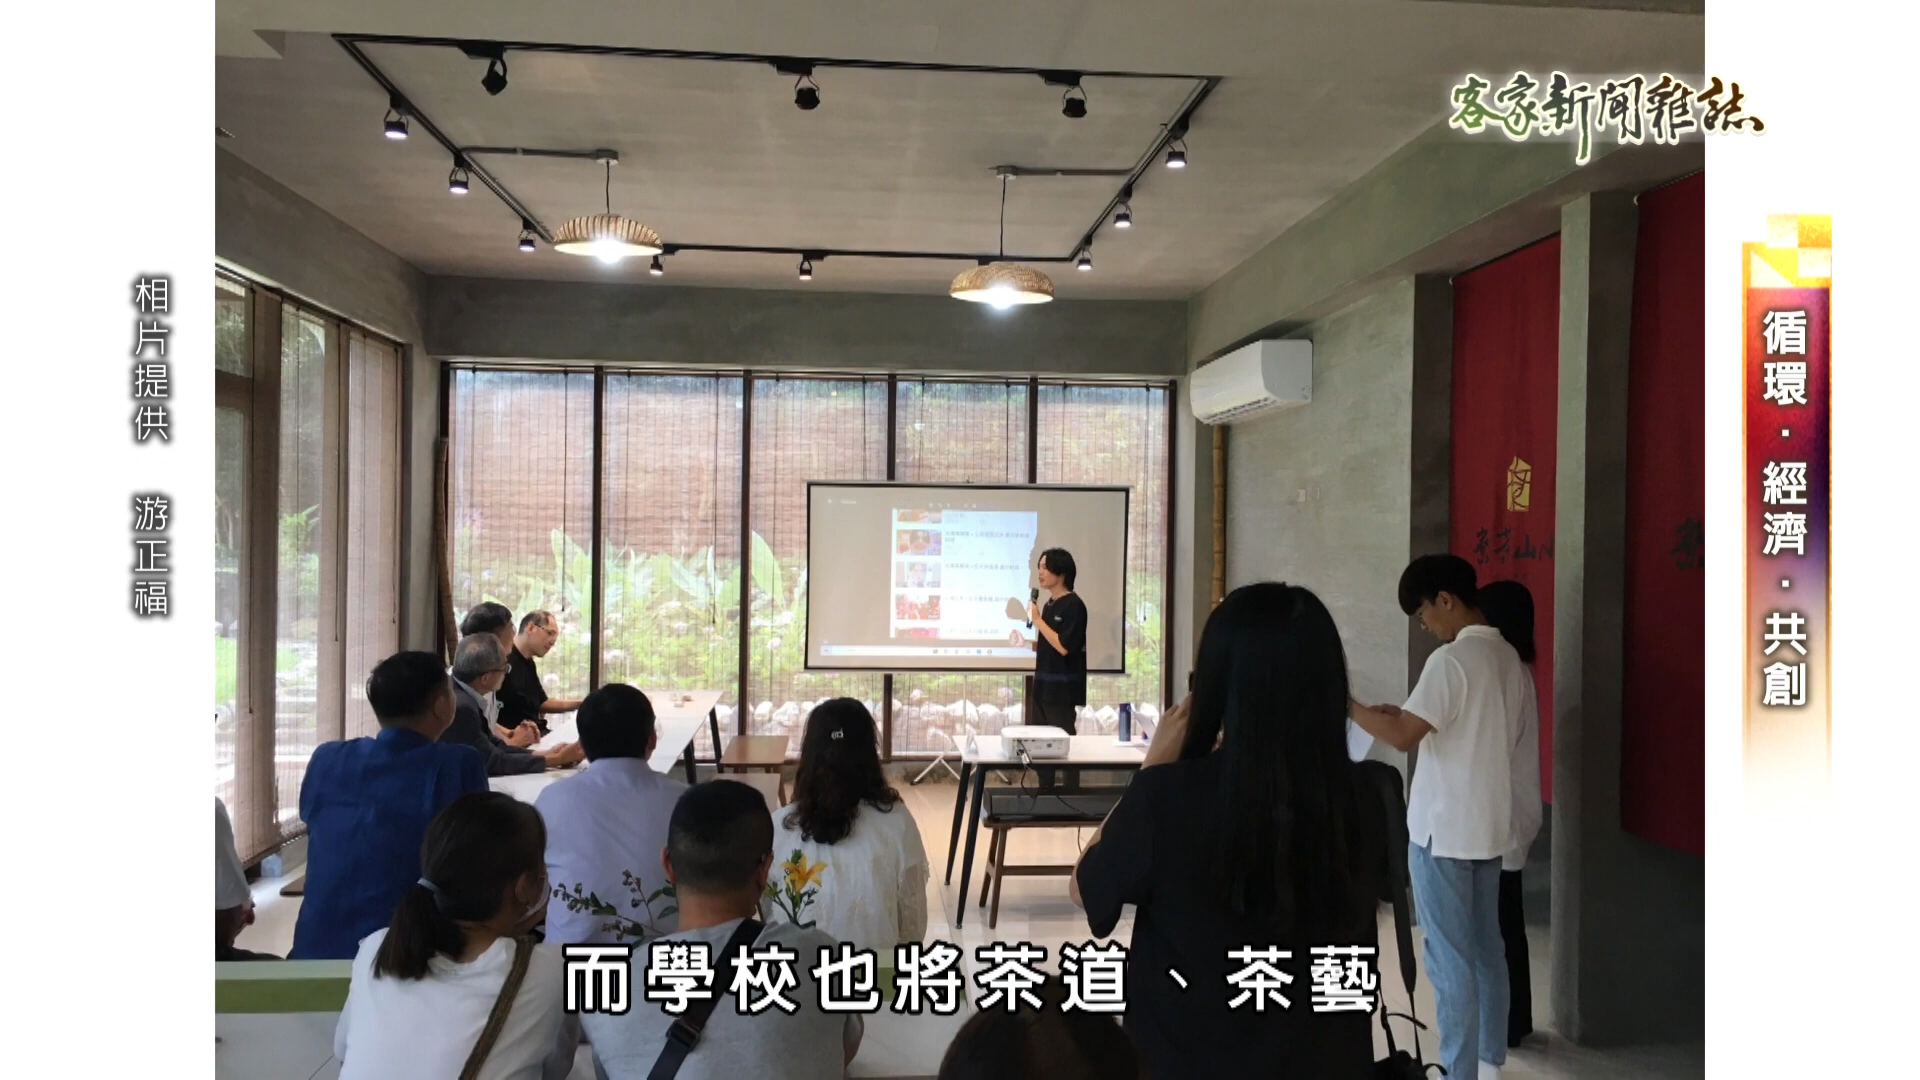 客家新聞雜誌
循環．經濟．共創
相片提供 游正福
而學校也將茶道、茶藝